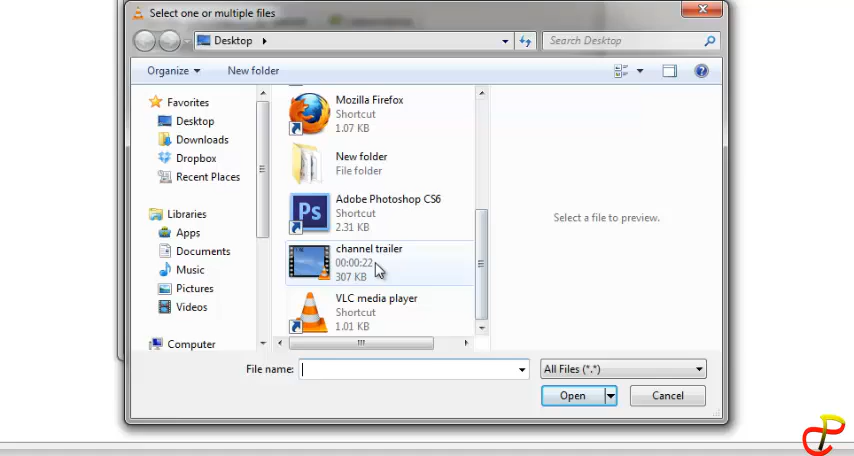 Select one or multiple files
Desktop
Search Desktop
Organize
New folder
Favorites
Desktop
Downloads
Dropbox
Recent Places
Libraries
Apps
Documents
Music
Pictures
Videos
Computer
Mozilla Firefox
Shortcut
1.07 KB
New folder
File folder
Adobe Photoshop CS6
Shortcut
2.31 KB
channel trailer
00:00:22
307 KB
VLC media player
Shortcut
1.01 KB
Select a file to preview.
File name:
All Files (*.*)
Open
Cancel
Ps